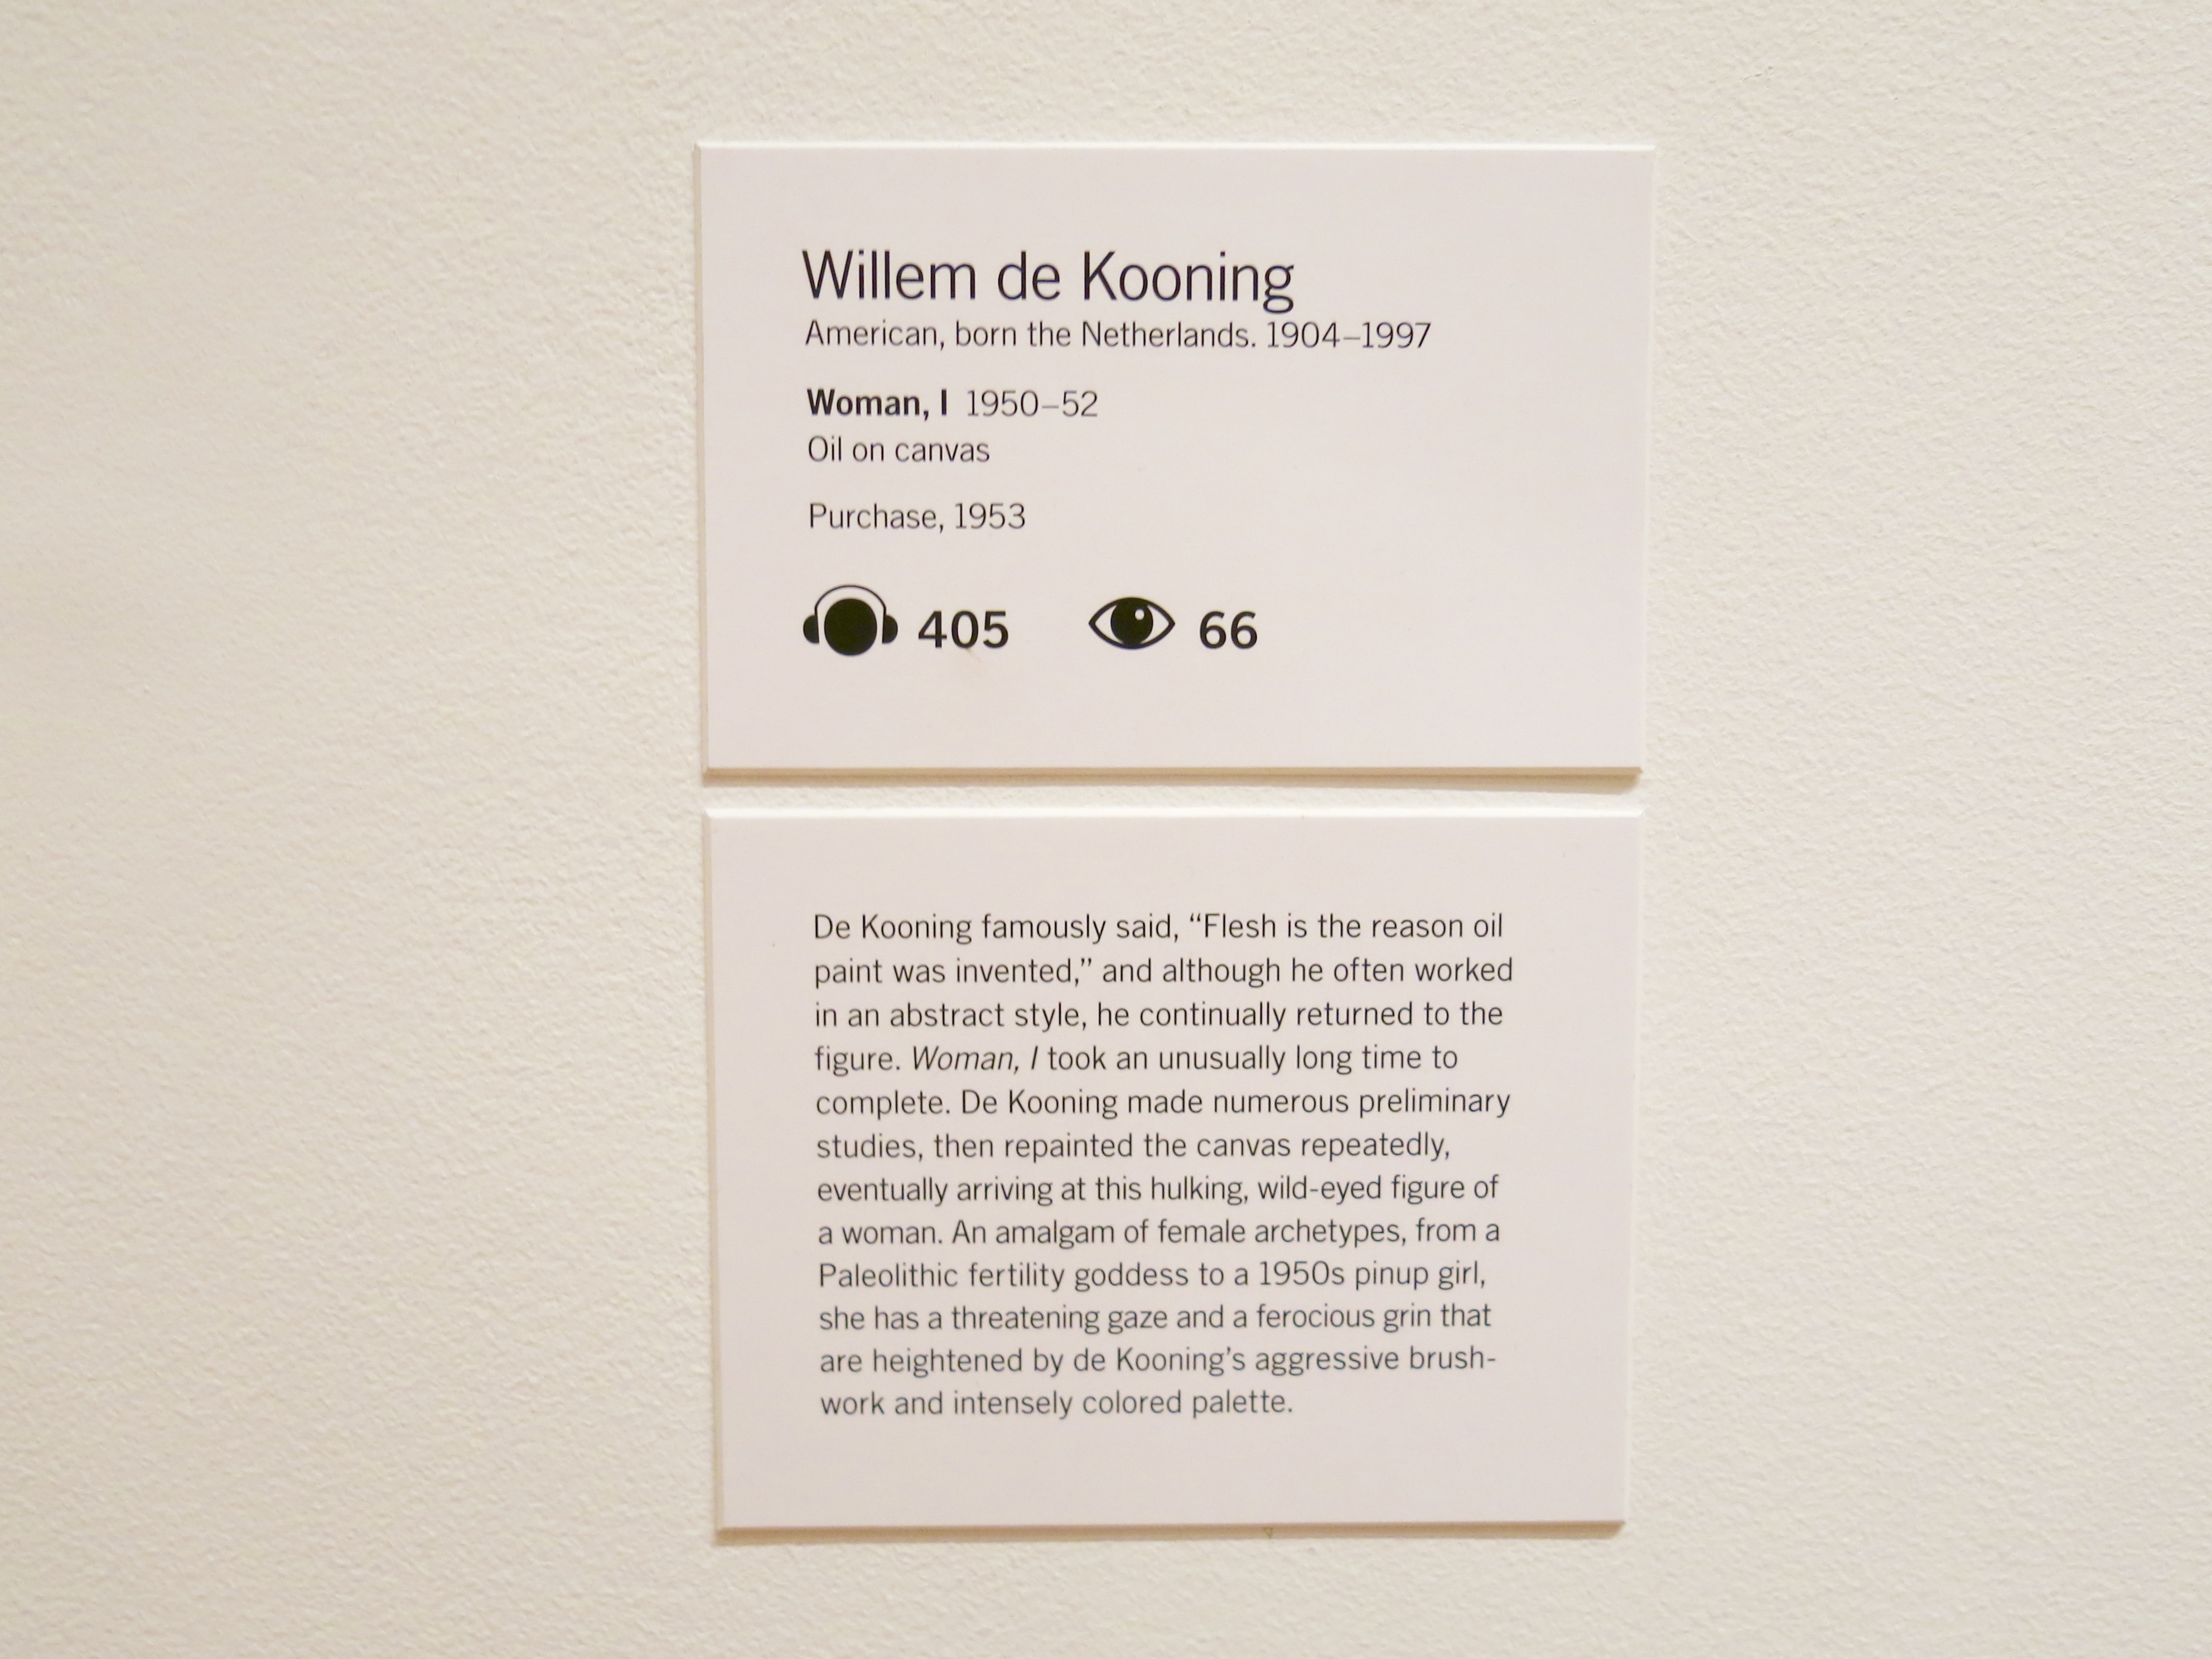 Willem de Kooning
American, born the Netherlands. 1904–1997
Woman, I 1950–52
Oil on canvas
Purchase, 1953
405 66
De Kooning famously said, “Flesh is the reason oil
paint was invented,” and although he often worked
in an abstract style, he continually returned to the
figure. Woman, I took an unusually long time to
complete. De Kooning made numerous preliminary
studies, then repainted the canvas repeatedly,
eventually arriving at this hulking, wild-eyed figure of
a woman. An amalgam of female archetypes, from a
Paleolithic fertility goddess to a 1950s pinup girl,
she has a threatening gaze and a ferocious grin that
are heightened by de Kooning’s aggressive brush-
work and intensely colored palette.